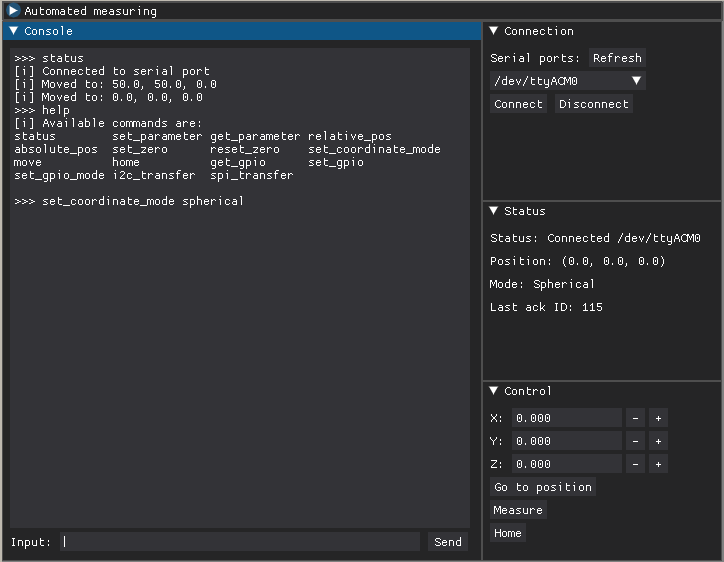 Automated measuring
Console
>>> status
[i] Connected to serial port
[i] Moved to: 50.0, 50.0, 0.0
[i] Moved to: 0.0, 0.0, 0.0
>>> help
[i] Available commands are:
status set_parameter get_parameter relative_pos
absolute_pos set_zero reset_zero set_coordinate_mode
move home get_gpio set_gpio
set_gpio_mode i2c_transfer spi_transfer
>>> set_coordinate_mode spherical
Input: Send
Connection
Serial ports: Refresh
/dev/ttyACM0
Connect Disconnect
Status
Status: Connected /dev/ttyACM0
Position: (0.0, 0.0, 0.0)
Mode: Spherical
Last ack ID: 115
Control
X: 0.000 - +
Y: 0.000 - +
Z: 0.000 - +
Go to position
Measure
Home